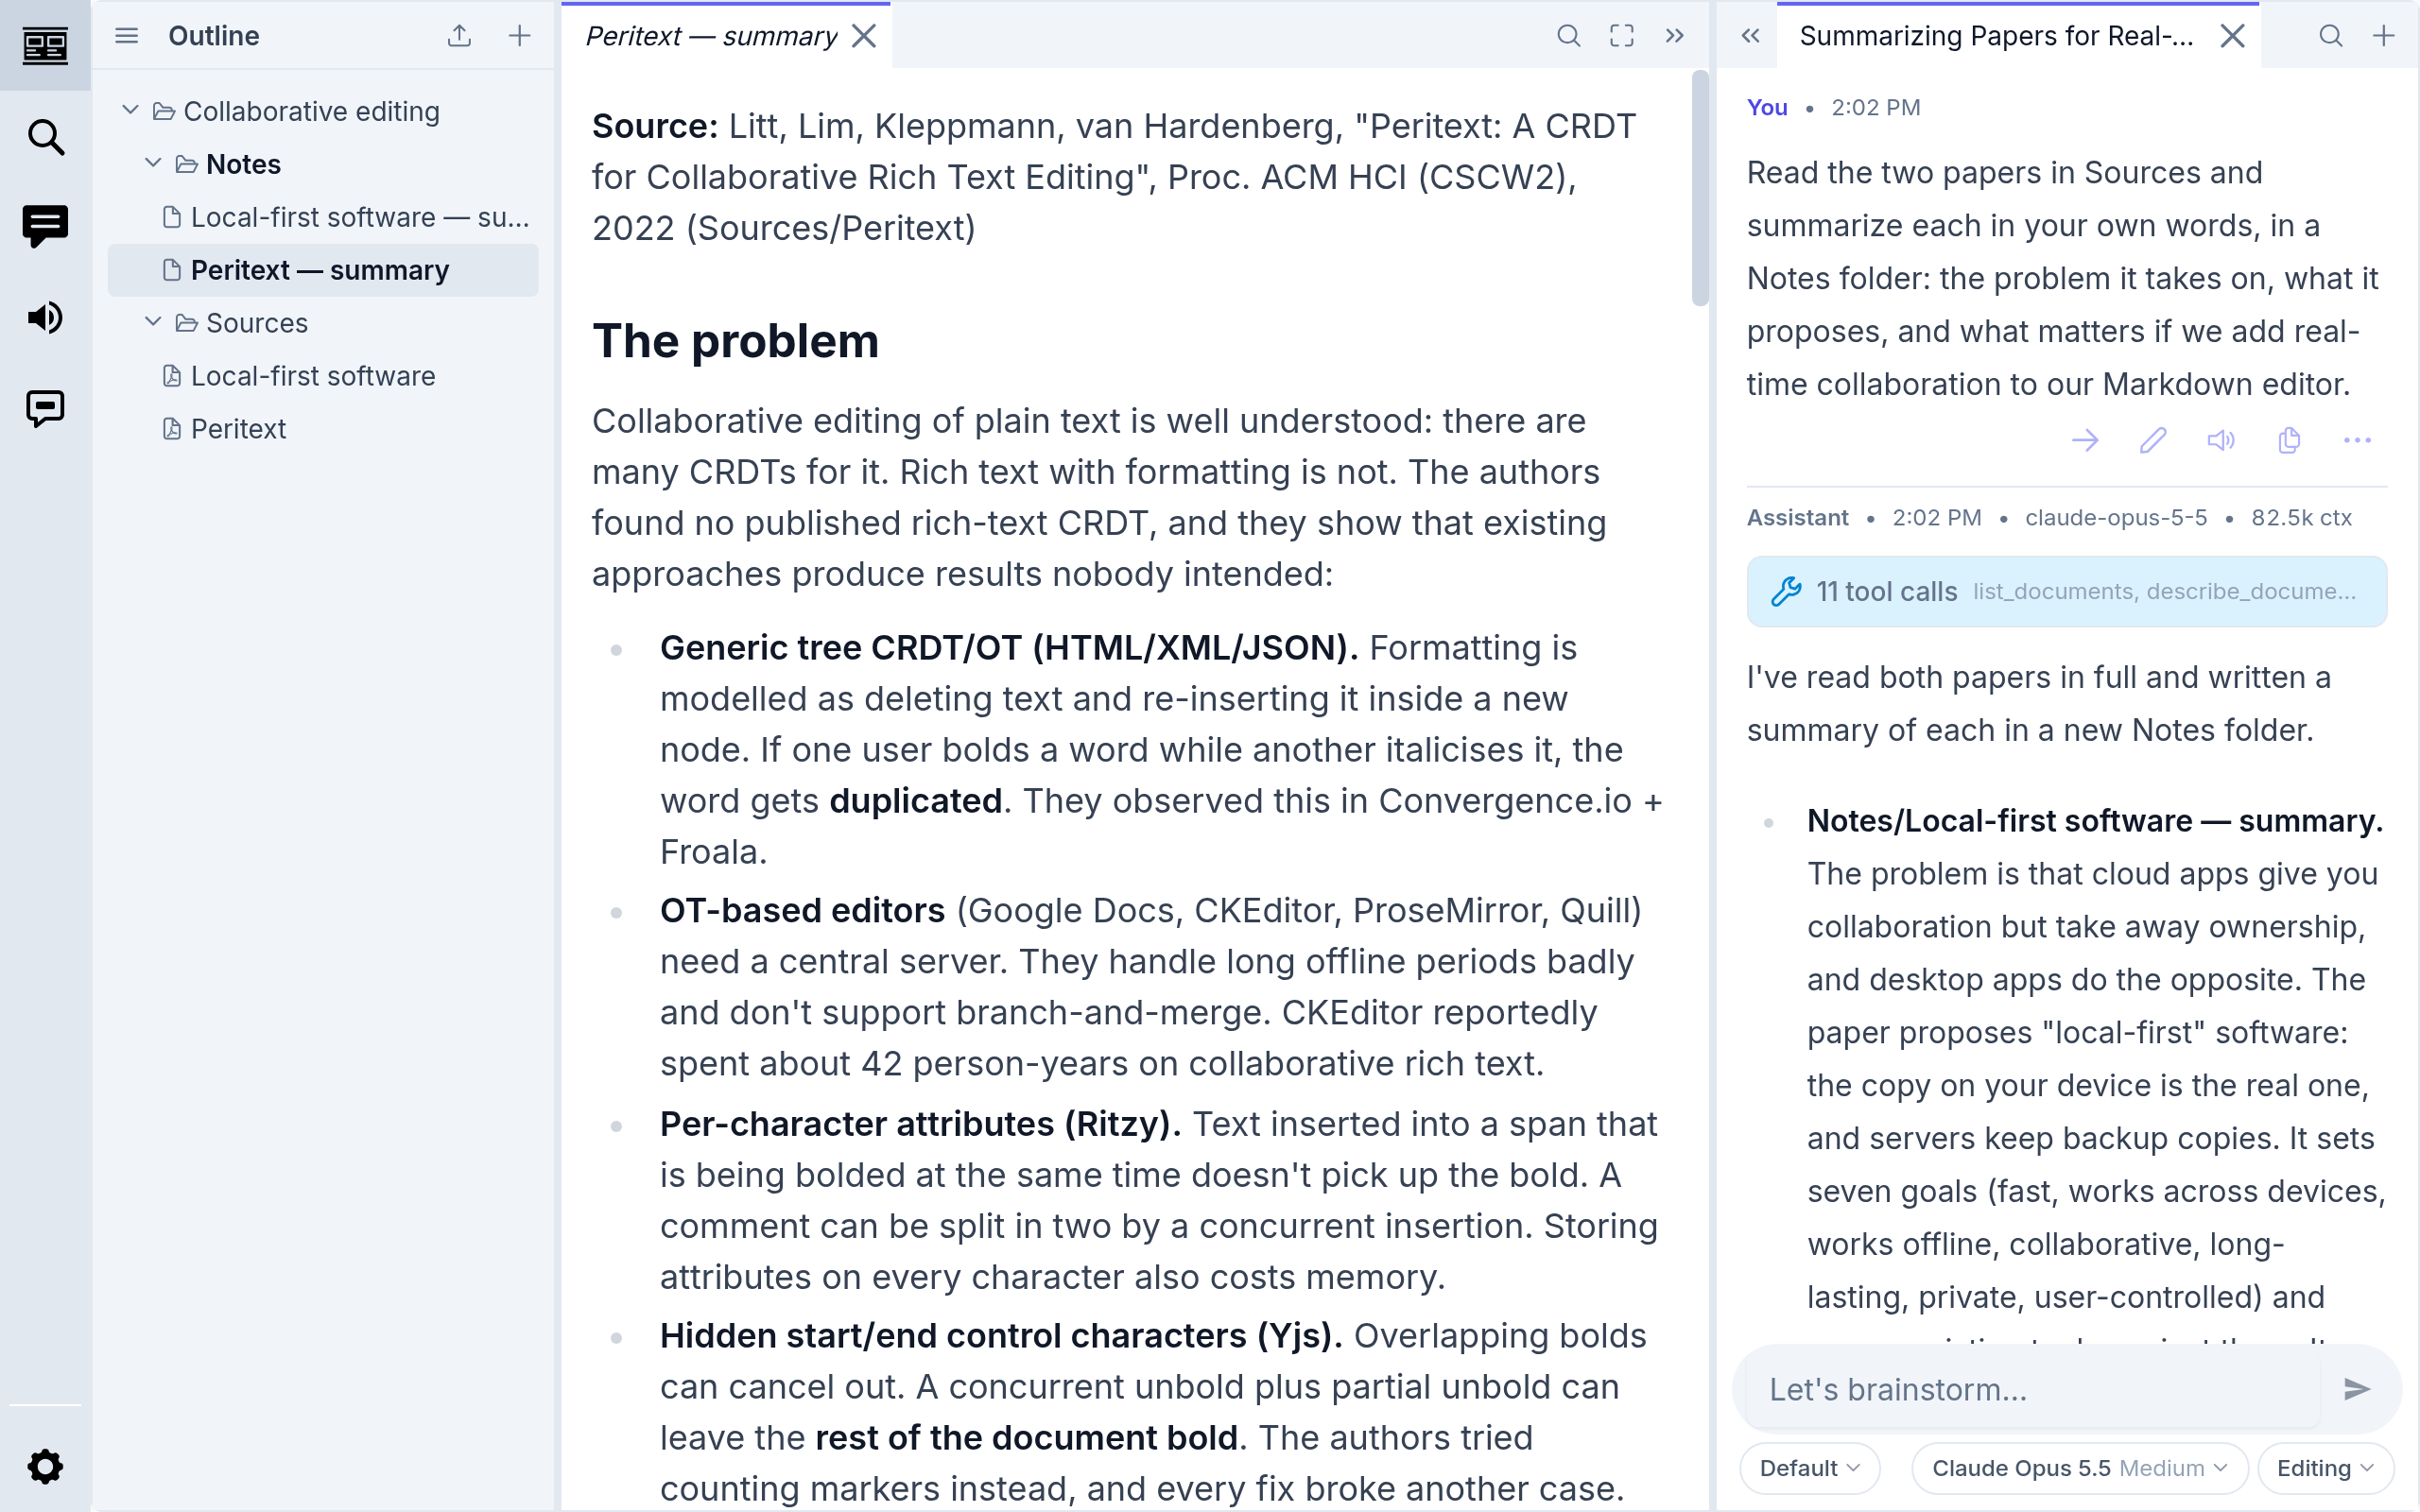 Outline
Collaborative editing
Notes
Local-first software — su...
Peritext — summary
Sources
Local-first software
Peritext
Peritext — summary
Source: Litt, Lim, Kleppmann, van Hardenberg, "Peritext: A CRDT
for Collaborative Rich Text Editing", Proc. ACM HCI (CSCW2),
2022 (Sources/Peritext)
The problem
Collaborative editing of plain text is well understood: there are
many CRDTs for it. Rich text with formatting is not. The authors
found no published rich-text CRDT, and they show that existing
approaches produce results nobody intended:
Generic tree CRDT/OT (HTML/XML/JSON). Formatting is
modelled as deleting text and re-inserting it inside a new
node. If one user bolds a word while another italicises it, the
word gets duplicated. They observed this in Convergence.io +
Froala.
OT-based editors (Google Docs, CKEditor, ProseMirror, Quill)
need a central server. They handle long offline periods badly
and don't support branch-and-merge. CKEditor reportedly
spent about 42 person-years on collaborative rich text.
Per-character attributes (Ritzy). Text inserted into a span that
is being bolded at the same time doesn't pick up the bold. A
comment can be split in two by a concurrent insertion. Storing
attributes on every character also costs memory.
Hidden start/end control characters (Yjs). Overlapping bolds
can cancel out. A concurrent unbold plus partial unbold can
leave the rest of the document bold. The authors tried
counting markers instead, and every fix broke another case.
Summarizing Papers for Real-...
You • 2:02 PM
Read the two papers in Sources and
summarize each in your own words, in a
Notes folder: the problem it takes on, what it
proposes, and what matters if we add real-
time collaboration to our Markdown editor.
Assistant • 2:02 PM • claude-opus-5-5 • 82.5k ctx
11 tool calls list_documents, describe_docume...
I've read both papers in full and written a
summary of each in a new Notes folder.
Notes/Local-first software — summary.
The problem is that cloud apps give you
collaboration but take away ownership,
and desktop apps do the opposite. The
paper proposes "local-first" software:
the copy on your device is the real one,
and servers keep backup copies. It sets
seven goals (fast, works across devices,
works offline, collaborative, long-
lasting, private, user-controlled) and
Let's brainstorm...
Default
Claude Opus 5.5 Medium
Editing